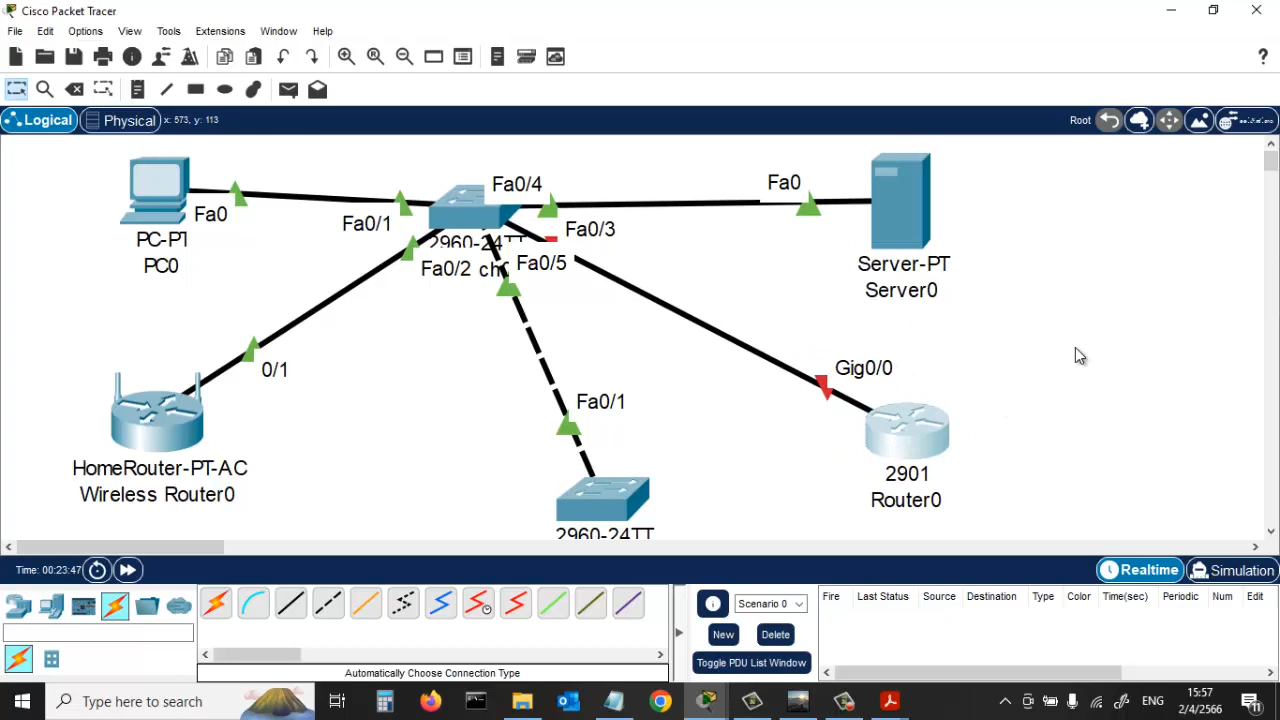 Cisco Packet Tracer
File Edit Options View Tools Extensions Window Help
Logical
Physical
x: 573, y: 113
Root
Fa0/4
Fa0
Fa0
Fa0/1
Fa0/3
PC-PT
PC0
2960-24TT
Fa0/2
Fa0/5
Server-PT
Server0
0/1
Gig0/0
Fa0/1
HomeRouter-PT-AC
Wireless Router0
2901
Router0
2960-24TT
Time: 00:23:47
Realtime
Simulation
Scenario 0
Fire Last Status Source Destination Type Color Time(sec) Periodic Num Edit
New
Delete
Toggle PDU List Window
Automatically Choose Connection Type
Type here to search
ENG
15:57
2/4/2566
11